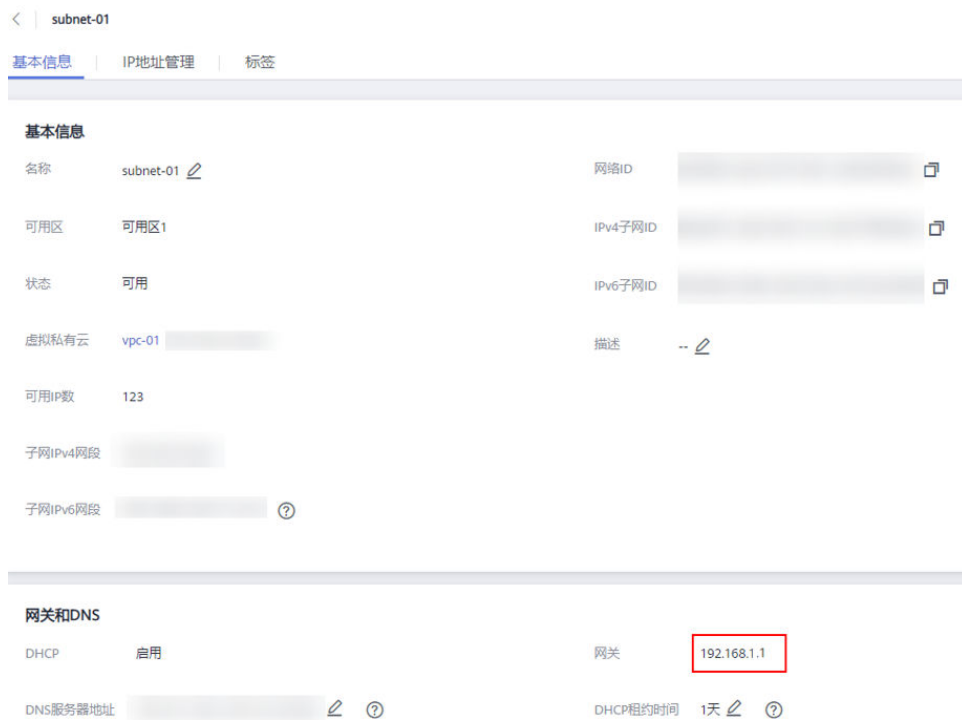 subnet-01
基本信息 IP地址管理 标签
基本信息
名称 subnet-01 网络ID
可用区 可用区1 IPv4子网ID
状态 可用 IPv6子网ID
虚拟私有云 vpc-01 描述 --
可用IP数 123
子网IPv4网段
子网IPv6网段
网关和DNS
DHCP 启用 网关 192.168.1.1
DNS服务器地址 DHCP租约时间 1天